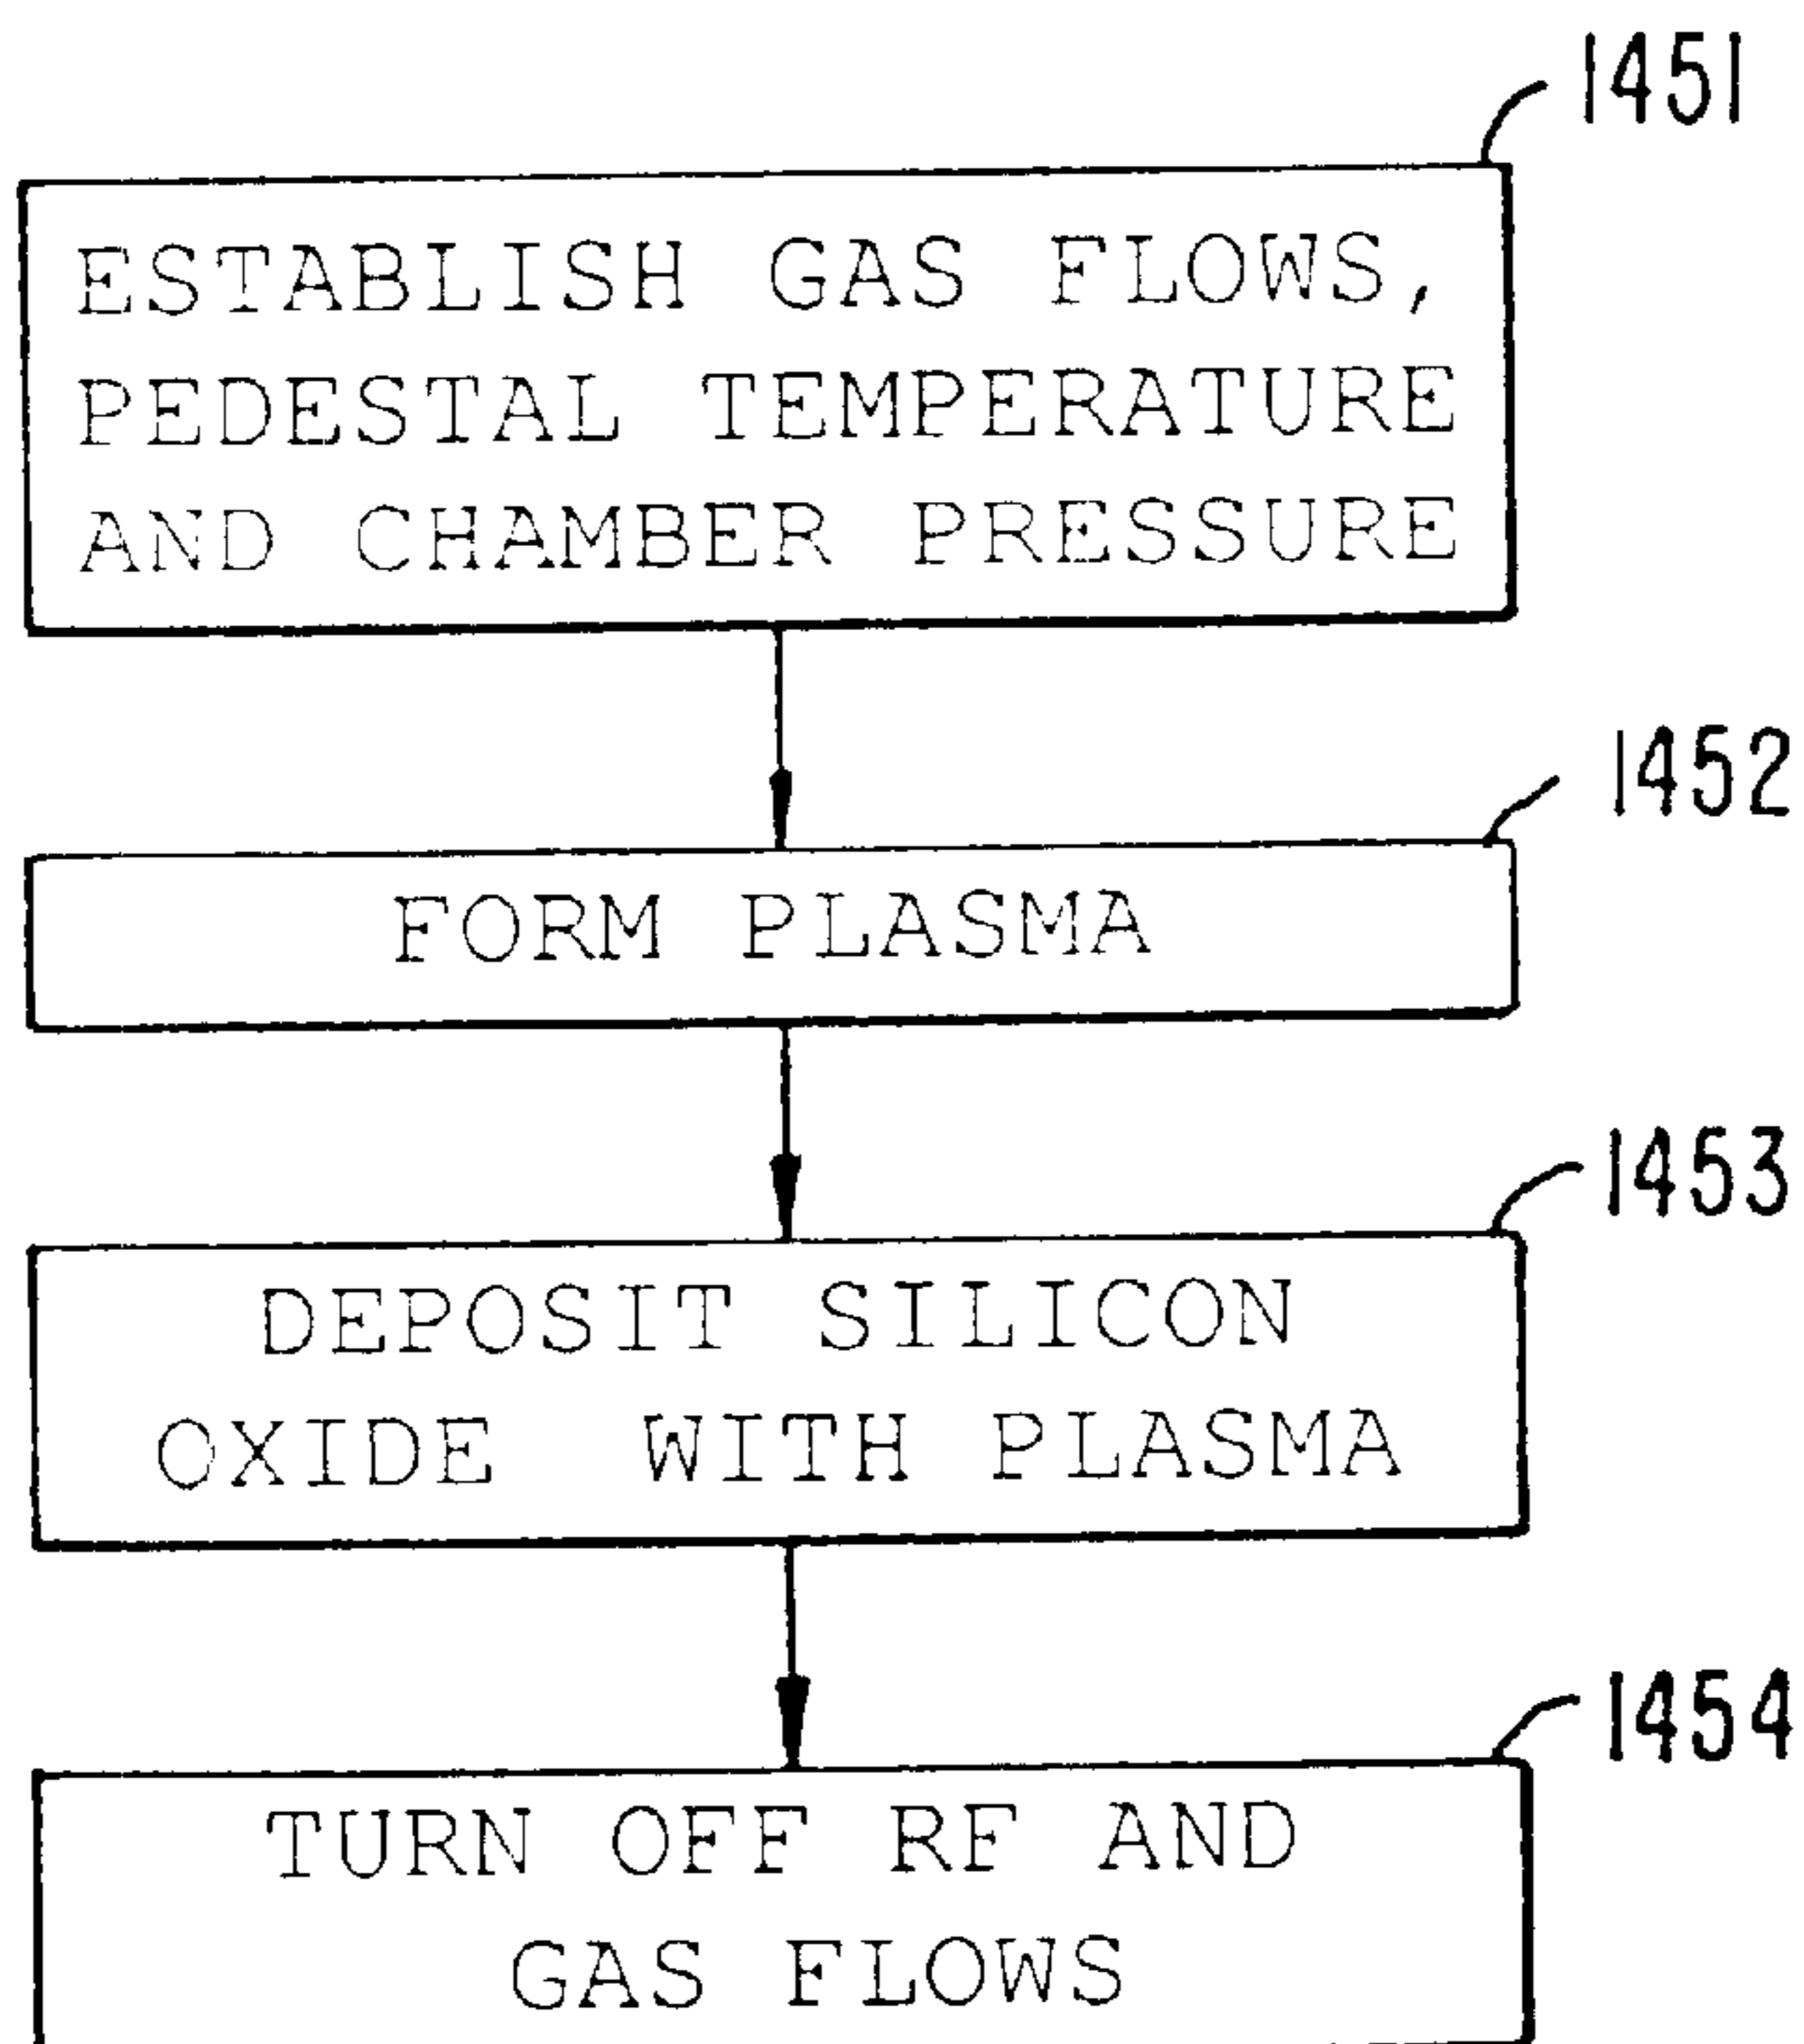 1451
ESTABLISH GAS FLOWS,
PEDESTAL TEMPERATURE
AND CHAMBER PRESSURE
1452
FORM PLASMA
1453
DEPOSIT SILICON
OXIDE WITH PLASMA
1454
TURN OFF RF AND
GAS FLOWS